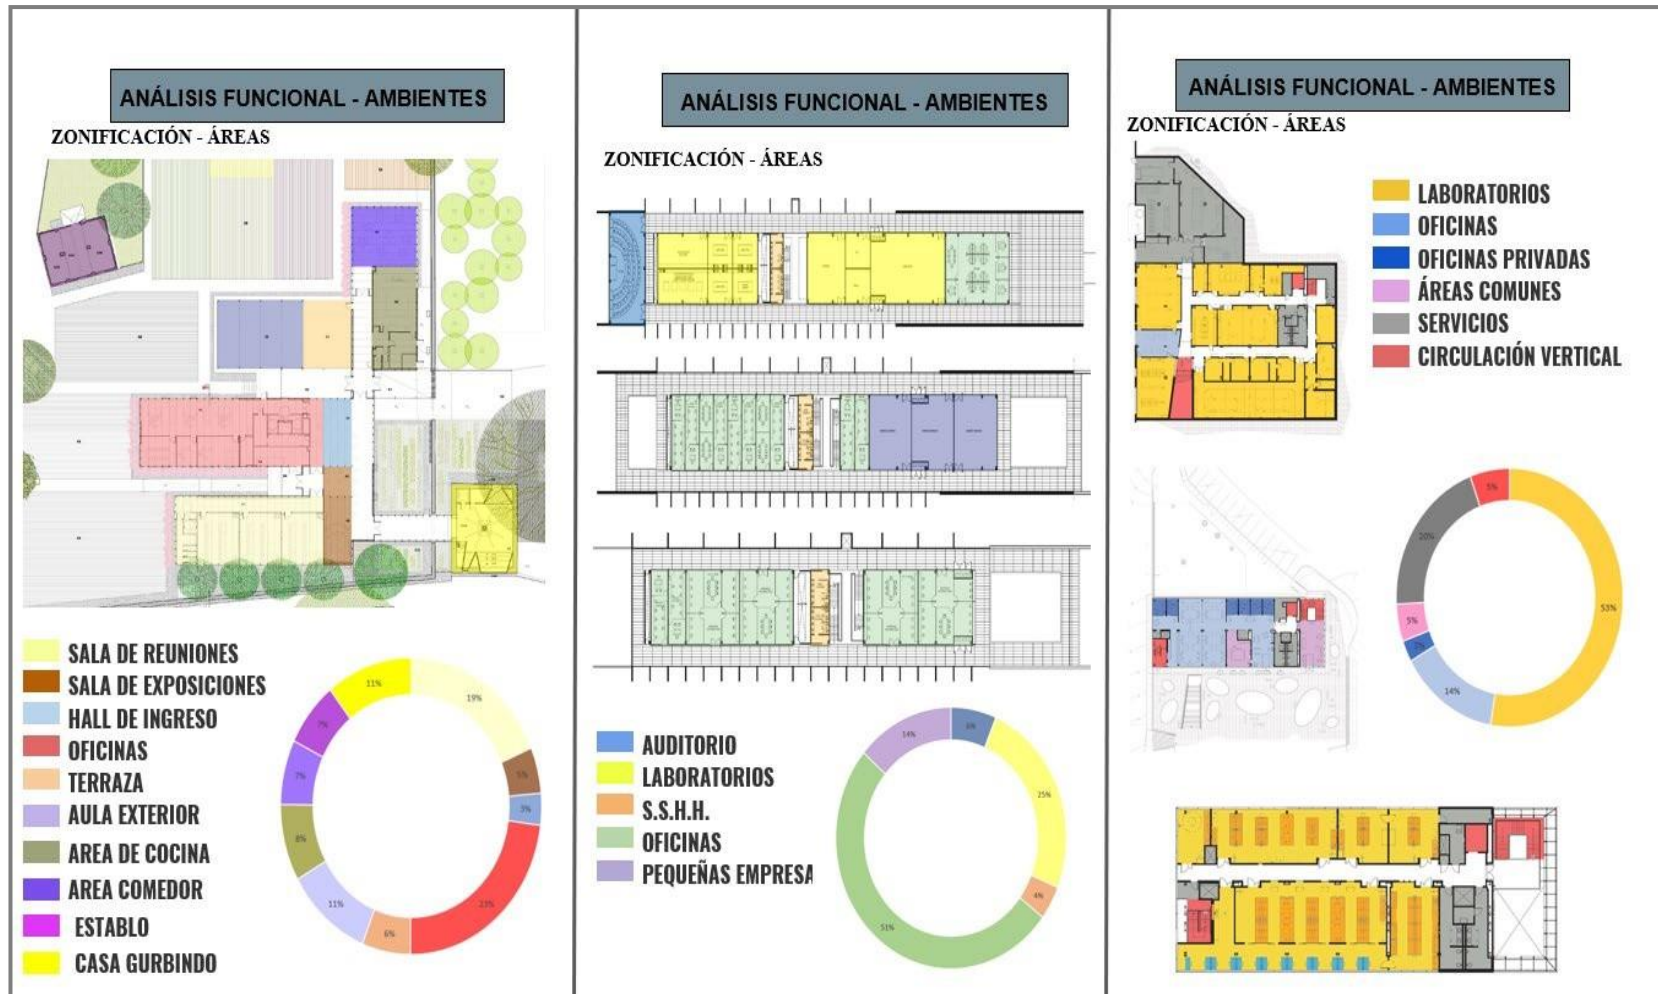 ANÁLISIS FUNCIONAL - AMBIENTES
ZONIFICACIÓN - ÁREAS
SALA DE REUNIONES
SALA DE EXPOSICIONES
HALL DE INGRESO
OFICINAS
TERRAZA
AULA EXTERIOR
AREA DE COCINA
AREA COMEDOR
ESTABLO
CASA GURBINDO
11%
19%
7%
5%
7%
3%
8%
11%
6%
23%
ANÁLISIS FUNCIONAL - AMBIENTES
ZONIFICACIÓN - ÁREAS
AUDITORIO
LABORATORIOS
S.S.H.H.
OFICINAS
PEQUEÑAS EMPRESA
14%
6%
25%
4%
51%
ANÁLISIS FUNCIONAL - AMBIENTES
ZONIFICACIÓN - ÁREAS
LABORATORIOS
OFICINAS
OFICINAS PRIVADAS
ÁREAS COMUNES
SERVICIOS
CIRCULACIÓN VERTICAL
5%
20%
53%
5%
14%